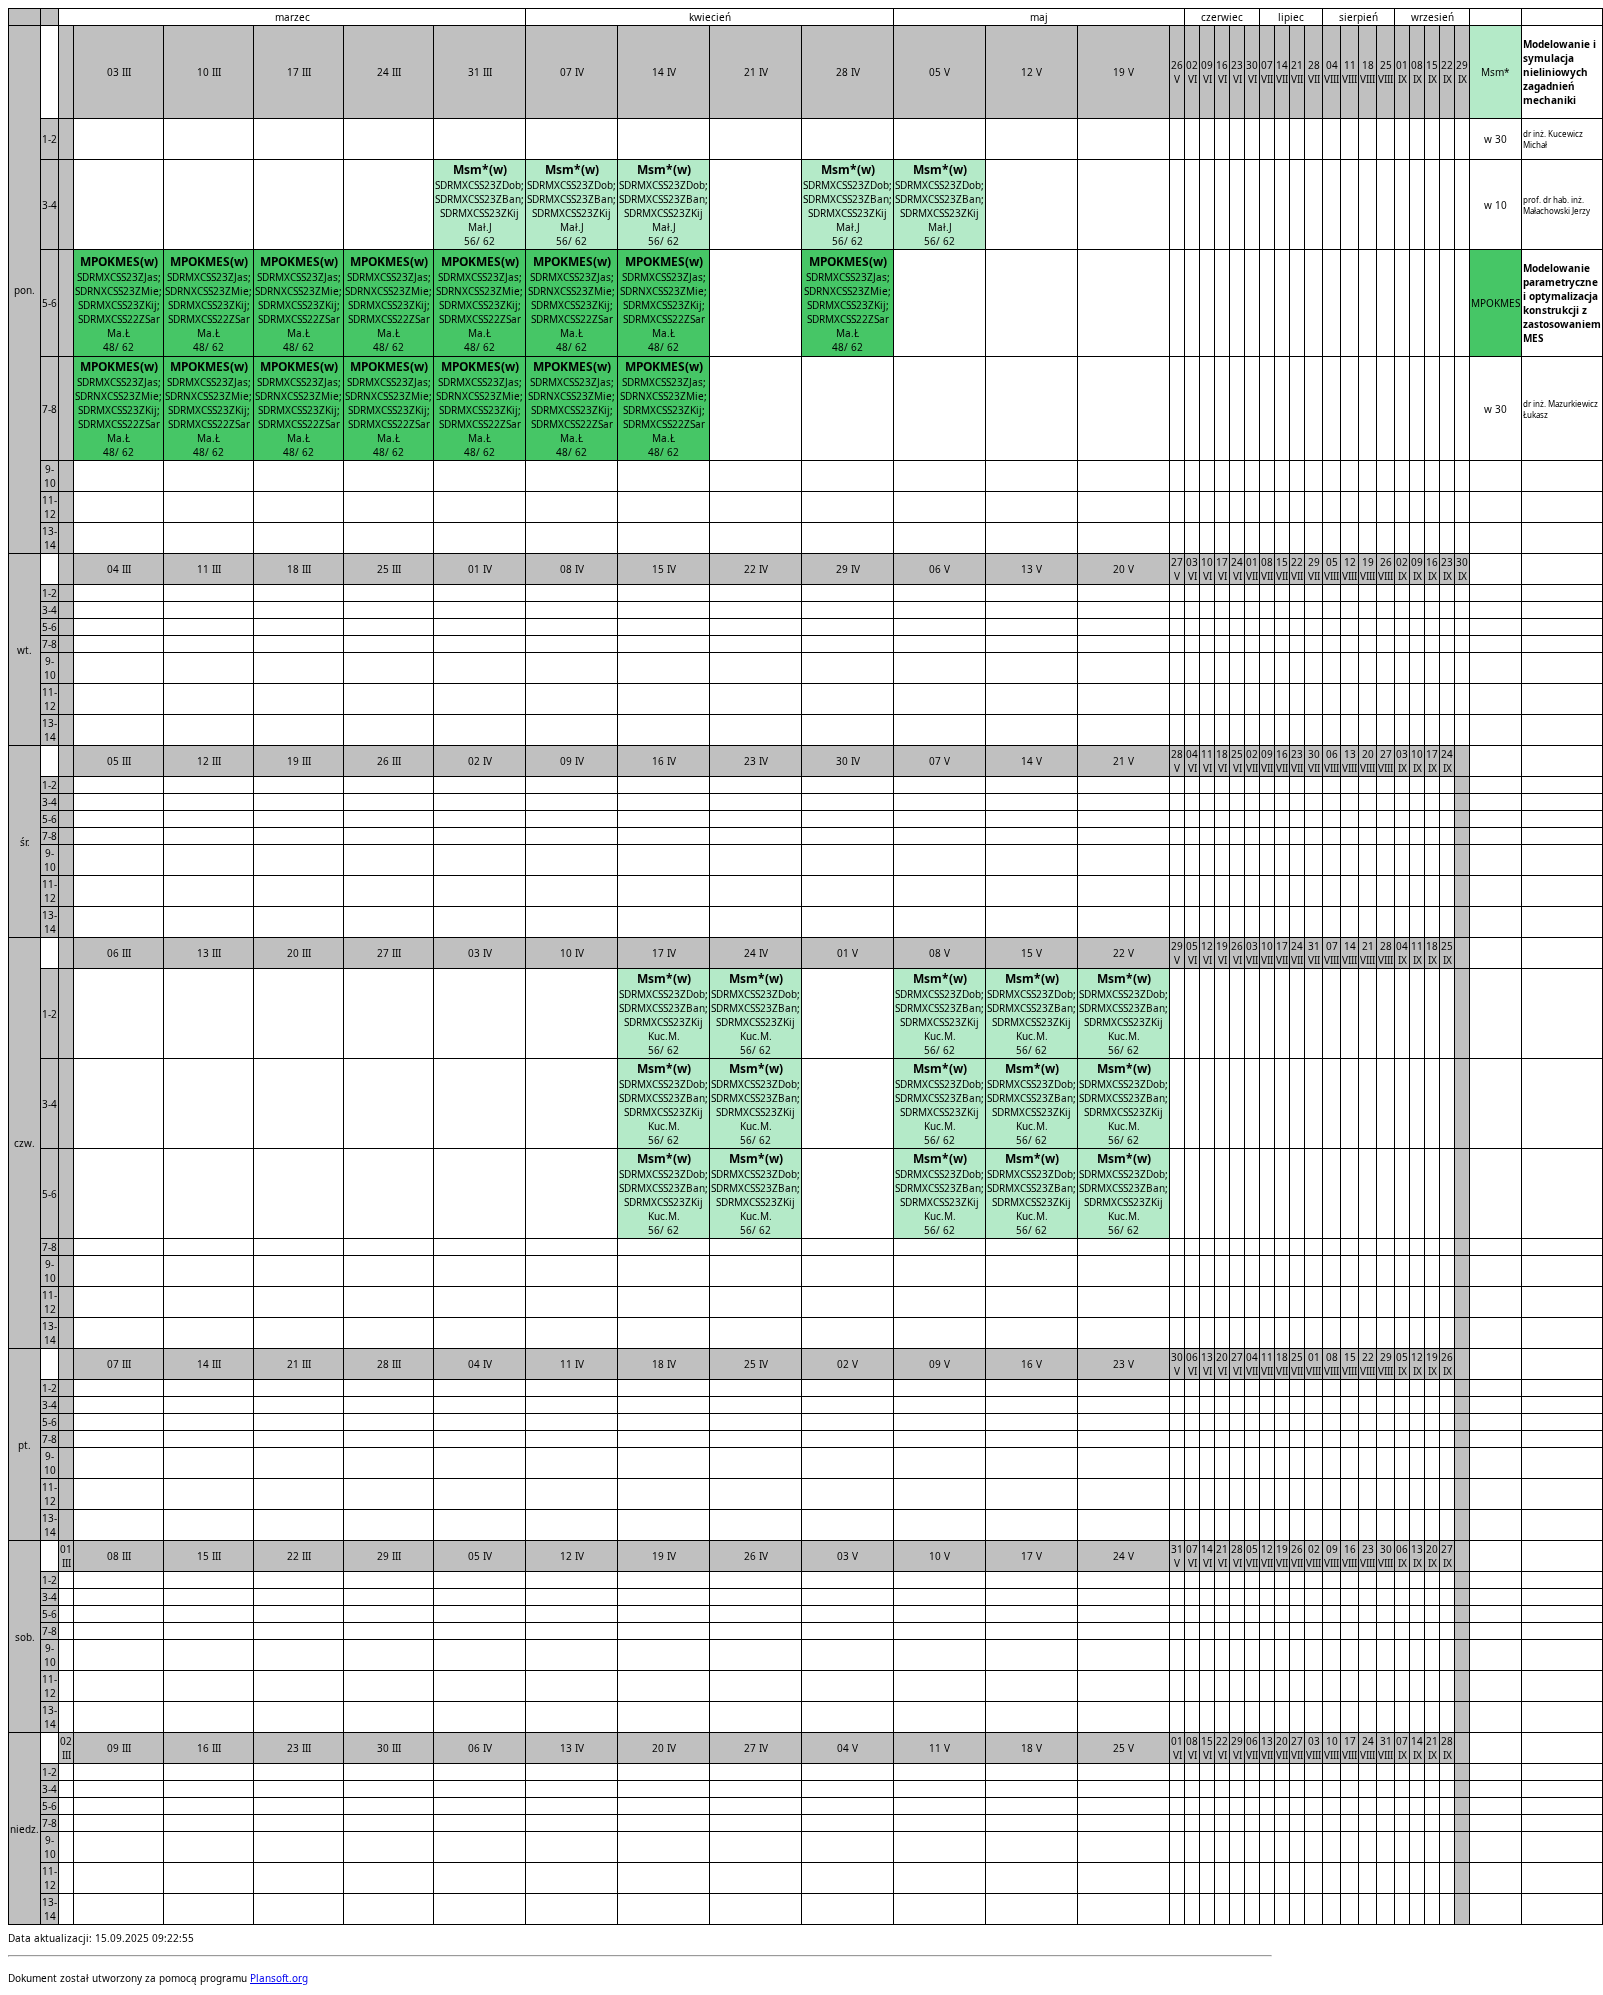 marzec kwiecień maj czerwiec lipiec sierpień wrzesień
pon. 03 III 10 III 17 III 24 III 31 III 07 IV 14 IV 21 IV 28 IV 05 V 12 V 19 V 26 V 02 VI 09 VI 16 VI 23 VI 30 VI 07 VII 14 VII 21 VII 28 VII 04 VIII 11 VIII 18 VIII 25 VIII 01 IX 08 IX 15 IX 22 IX 29 IX Msm* Modelowanie i symulacja nieliniowych zagadnień mechaniki
1-2 w 30 dr inż. Kucewicz Michał
3-4 Msm*(w) Msm*(w) Msm*(w) Msm*(w) Msm*(w) w 10 prof. dr hab. inż. Małachowski Jerzy
SDRMXCSS23ZDob; SDRMXCSS23ZDob; SDRMXCSS23ZDob; SDRMXCSS23ZDob; SDRMXCSS23ZDob;
SDRMXCSS23ZBan; SDRMXCSS23ZBan; SDRMXCSS23ZBan; SDRMXCSS23ZBan; SDRMXCSS23ZBan;
SDRMXCSS23ZKij SDRMXCSS23ZKij SDRMXCSS23ZKij SDRMXCSS23ZKij SDRMXCSS23ZKij
Mał.J Mał.J Mał.J Mał.J Mał.J
56/ 62 56/ 62 56/ 62 56/ 62 56/ 62
5-6 MPOKMES(w) MPOKMES(w) MPOKMES(w) MPOKMES(w) MPOKMES(w) MPOKMES(w) MPOKMES(w) MPOKMES(w) MPOKMES Modelowanie parametryczne i optymalizacja konstrukcji z zastosowaniem MES
SDRMXCSS23ZJas; SDRMXCSS23ZJas; SDRMXCSS23ZJas; SDRMXCSS23ZJas; SDRMXCSS23ZJas; SDRMXCSS23ZJas; SDRMXCSS23ZJas; SDRMXCSS23ZJas;
SDRNXCSS23ZMie; SDRNXCSS23ZMie; SDRNXCSS23ZMie; SDRNXCSS23ZMie; SDRNXCSS23ZMie; SDRNXCSS23ZMie; SDRNXCSS23ZMie; SDRNXCSS23ZMie;
SDRMXCSS23ZKij; SDRMXCSS23ZKij; SDRMXCSS23ZKij; SDRMXCSS23ZKij; SDRMXCSS23ZKij; SDRMXCSS23ZKij; SDRMXCSS23ZKij; SDRMXCSS23ZKij;
SDRMXCSS22ZSar SDRMXCSS22ZSar SDRMXCSS22ZSar SDRMXCSS22ZSar SDRMXCSS22ZSar SDRMXCSS22ZSar SDRMXCSS22ZSar SDRMXCSS22ZSar
Ma.Ł Ma.Ł Ma.Ł Ma.Ł Ma.Ł Ma.Ł Ma.Ł Ma.Ł
48/ 62 48/ 62 48/ 62 48/ 62 48/ 62 48/ 62 48/ 62 48/ 62
7-8 MPOKMES(w) MPOKMES(w) MPOKMES(w) MPOKMES(w) MPOKMES(w) MPOKMES(w) MPOKMES(w) w 30 dr inż. Mazurkiewicz Łukasz
SDRMXCSS23ZJas; SDRMXCSS23ZJas; SDRMXCSS23ZJas; SDRMXCSS23ZJas; SDRMXCSS23ZJas; SDRMXCSS23ZJas; SDRMXCSS23ZJas;
SDRNXCSS23ZMie; SDRNXCSS23ZMie; SDRNXCSS23ZMie; SDRNXCSS23ZMie; SDRNXCSS23ZMie; SDRNXCSS23ZMie; SDRNXCSS23ZMie;
SDRMXCSS23ZKij; SDRMXCSS23ZKij; SDRMXCSS23ZKij; SDRMXCSS23ZKij; SDRMXCSS23ZKij; SDRMXCSS23ZKij; SDRMXCSS23ZKij;
SDRMXCSS22ZSar SDRMXCSS22ZSar SDRMXCSS22ZSar SDRMXCSS22ZSar SDRMXCSS22ZSar SDRMXCSS22ZSar SDRMXCSS22ZSar
Ma.Ł Ma.Ł Ma.Ł Ma.Ł Ma.Ł Ma.Ł Ma.Ł
48/ 62 48/ 62 48/ 62 48/ 62 48/ 62 48/ 62 48/ 62
9-10
11-12
13-14
wt. 04 III 11 III 18 III 25 III 01 IV 08 IV 15 IV 22 IV 29 IV 06 V 13 V 20 V 27 V 03 VI 10 VI 17 VI 24 VI 01 VII 08 VII 15 VII 22 VII 29 VII 05 VIII 12 VIII 19 VIII 26 VIII 02 IX 09 IX 16 IX 23 IX 30 IX
1-2
3-4
5-6
7-8
9-10
11-12
13-14
śr. 05 III 12 III 19 III 26 III 02 IV 09 IV 16 IV 23 IV 30 IV 07 V 14 V 21 V 28 V 04 VI 11 VI 18 VI 25 VI 02 VII 09 VII 16 VII 23 VII 30 VII 06 VIII 13 VIII 20 VIII 27 VIII 03 IX 10 IX 17 IX 24 IX
1-2
3-4
5-6
7-8
9-10
11-12
13-14
czw. 06 III 13 III 20 III 27 III 03 IV 10 IV 17 IV 24 IV 01 V 08 V 15 V 22 V 29 V 05 VI 12 VI 19 VI 26 VI 03 VII 10 VII 17 VII 24 VII 31 VII 07 VIII 14 VIII 21 VIII 28 VIII 04 IX 11 IX 18 IX 25 IX
1-2 Msm*(w) Msm*(w) Msm*(w) Msm*(w) Msm*(w)
SDRMXCSS23ZDob; SDRMXCSS23ZDob; SDRMXCSS23ZDob; SDRMXCSS23ZDob; SDRMXCSS23ZDob;
SDRMXCSS23ZBan; SDRMXCSS23ZBan; SDRMXCSS23ZBan; SDRMXCSS23ZBan; SDRMXCSS23ZBan;
SDRMXCSS23ZKij SDRMXCSS23ZKij SDRMXCSS23ZKij SDRMXCSS23ZKij SDRMXCSS23ZKij
Kuc.M. Kuc.M. Kuc.M. Kuc.M. Kuc.M.
56/ 62 56/ 62 56/ 62 56/ 62 56/ 62
3-4 Msm*(w) Msm*(w) Msm*(w) Msm*(w) Msm*(w)
SDRMXCSS23ZDob; SDRMXCSS23ZDob; SDRMXCSS23ZDob; SDRMXCSS23ZDob; SDRMXCSS23ZDob;
SDRMXCSS23ZBan; SDRMXCSS23ZBan; SDRMXCSS23ZBan; SDRMXCSS23ZBan; SDRMXCSS23ZBan;
SDRMXCSS23ZKij SDRMXCSS23ZKij SDRMXCSS23ZKij SDRMXCSS23ZKij SDRMXCSS23ZKij
Kuc.M. Kuc.M. Kuc.M. Kuc.M. Kuc.M.
56/ 62 56/ 62 56/ 62 56/ 62 56/ 62
5-6 Msm*(w) Msm*(w) Msm*(w) Msm*(w) Msm*(w)
SDRMXCSS23ZDob; SDRMXCSS23ZDob; SDRMXCSS23ZDob; SDRMXCSS23ZDob; SDRMXCSS23ZDob;
SDRMXCSS23ZBan; SDRMXCSS23ZBan; SDRMXCSS23ZBan; SDRMXCSS23ZBan; SDRMXCSS23ZBan;
SDRMXCSS23ZKij SDRMXCSS23ZKij SDRMXCSS23ZKij SDRMXCSS23ZKij SDRMXCSS23ZKij
Kuc.M. Kuc.M. Kuc.M. Kuc.M. Kuc.M.
56/ 62 56/ 62 56/ 62 56/ 62 56/ 62
7-8
9-10
11-12
13-14
pt. 07 III 14 III 21 III 28 III 04 IV 11 IV 18 IV 25 IV 02 V 09 V 16 V 23 V 30 V 06 VI 13 VI 20 VI 27 VI 04 VII 11 VII 18 VII 25 VII 01 VIII 08 VIII 15 VIII 22 VIII 29 VIII 05 IX 12 IX 19 IX 26 IX
1-2
3-4
5-6
7-8
9-10
11-12
13-14
sob. 01 III 08 III 15 III 22 III 29 III 05 IV 12 IV 19 IV 26 IV 03 V 10 V 17 V 24 V 31 V 07 VI 14 VI 21 VI 28 VI 05 VII 12 VII 19 VII 26 VII 02 VIII 09 VIII 16 VIII 23 VIII 30 VIII 06 IX 13 IX 20 IX 27 IX
1-2
3-4
5-6
7-8
9-10
11-12
13-14
niedz. 02 III 09 III 16 III 23 III 30 III 06 IV 13 IV 20 IV 27 IV 04 V 11 V 18 V 25 V 01 VI 08 VI 15 VI 22 VI 29 VI 06 VII 13 VII 20 VII 27 VII 03 VIII 10 VIII 17 VIII 24 VIII 31 VIII 07 IX 14 IX 21 IX 28 IX
1-2
3-4
5-6
7-8
9-10
11-12
13-14
Data aktualizacji: 15.09.2025 09:22:55
Dokument został utworzony za pomocą programu Plansoft.org